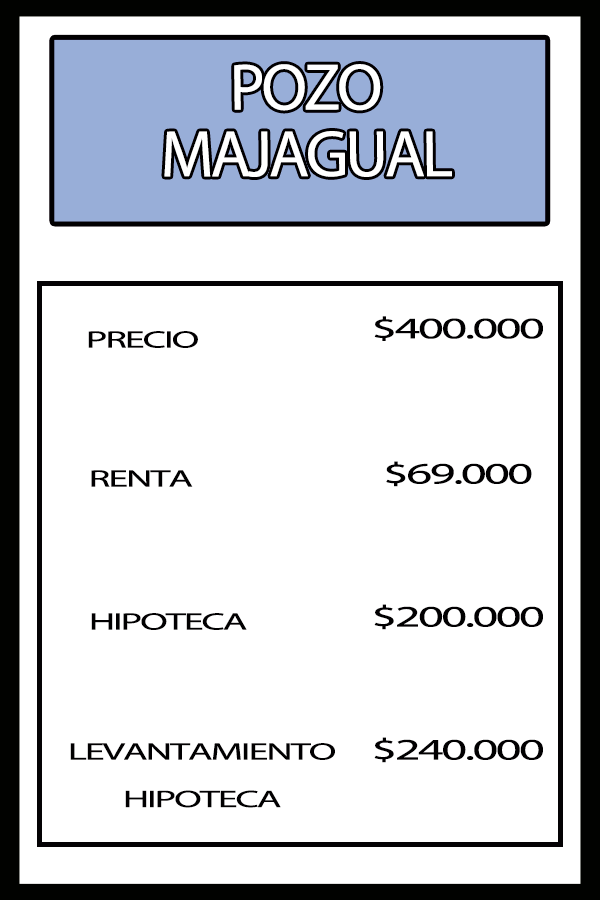 POZO
MAJAGUAL
PRECIO $400.000
RENTA $69.000
HIPOTECA $200.000
LEVANTAMIENTO $240.000
HIPOTECA